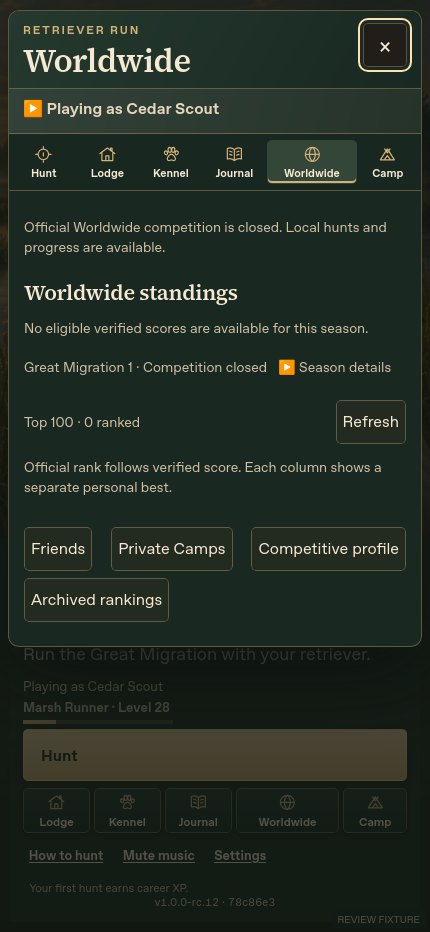 RETRIEVER RUN
Worldwide
×
▶️ Playing as Cedar Scout
Hunt
Lodge
Kennel
Journal
Worldwide
Camp
Official Worldwide competition is closed. Local hunts and
progress are available.
Worldwide standings
No eligible verified scores are available for this season.
Great Migration 1 · Competition closed ▶️ Season details
Top 100 · 0 ranked
Refresh
Official rank follows verified score. Each column shows a
separate personal best.
Friends
Private Camps
Competitive profile
Archived rankings
Run the Great Migration with your retriever.
Playing as Cedar Scout
Marsh Runner · Level 28
Hunt
Lodge
Kennel
Journal
Worldwide
Camp
How to hunt
Mute music
Settings
Your first hunt earns career XP.
v1.0.0-rc.12 · 78c86e3
REVIEW FIXTURE